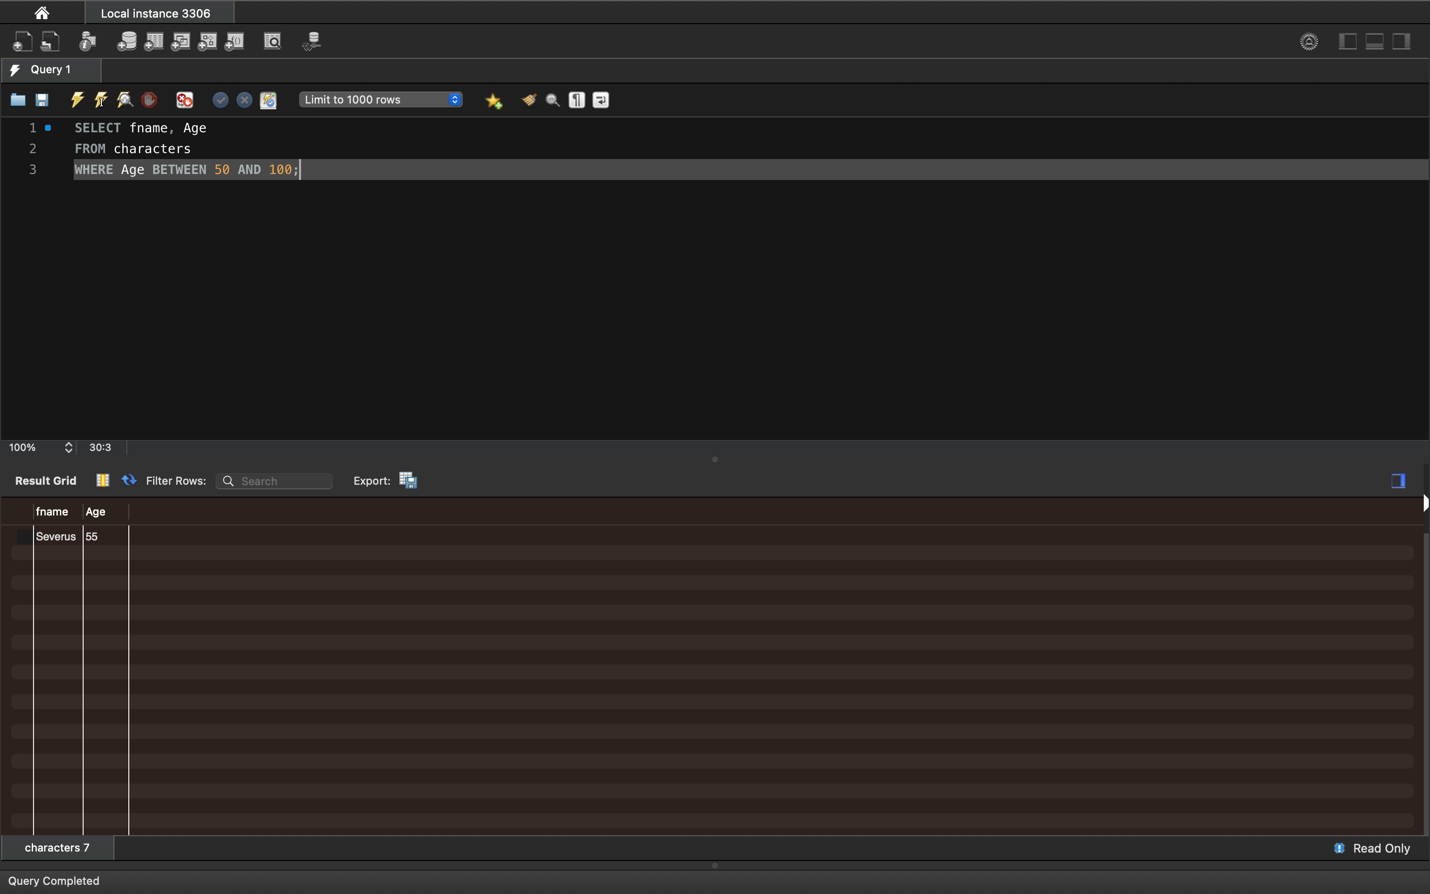 Local instance 3306
Query 1
Limit to 1000 rows
1 SELECT fname, Age
2 FROM characters
3 WHERE Age BETWEEN 50 AND 100;
100% 30:3
Result Grid Filter Rows: Search Export:
fname Age
Severus 55
characters 7 Read Only
Query Completed